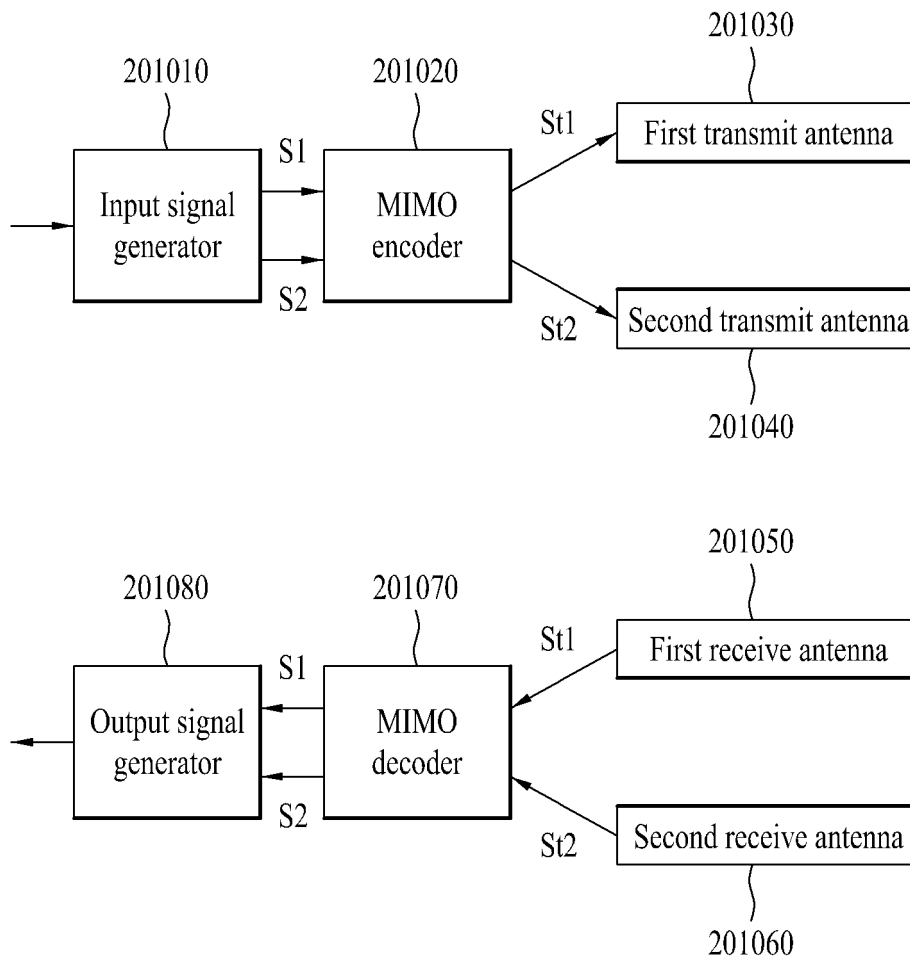 201010
201020
201030
S1
St1
First transmit antenna
Input signal
generator
MIMO
encoder
S2
St2
Second transmit antenna
201040
201050
201080
201070
S1
St1
First receive antenna
Output signal
generator
MIMO
decoder
S2
St2
Second receive antenna
201060